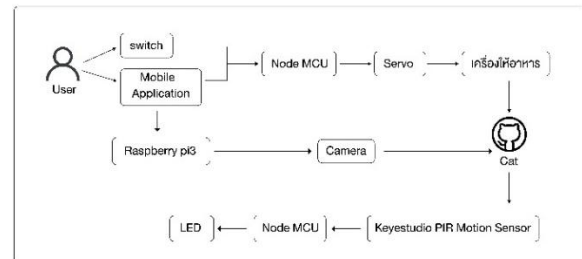 switch
User
Mobile
Application
Node MCU
Servo
เครื่องให้อาหาร
Raspberry pi3
Camera
Cat
LED
Node MCU
Keyestudio PIR Motion Sensor